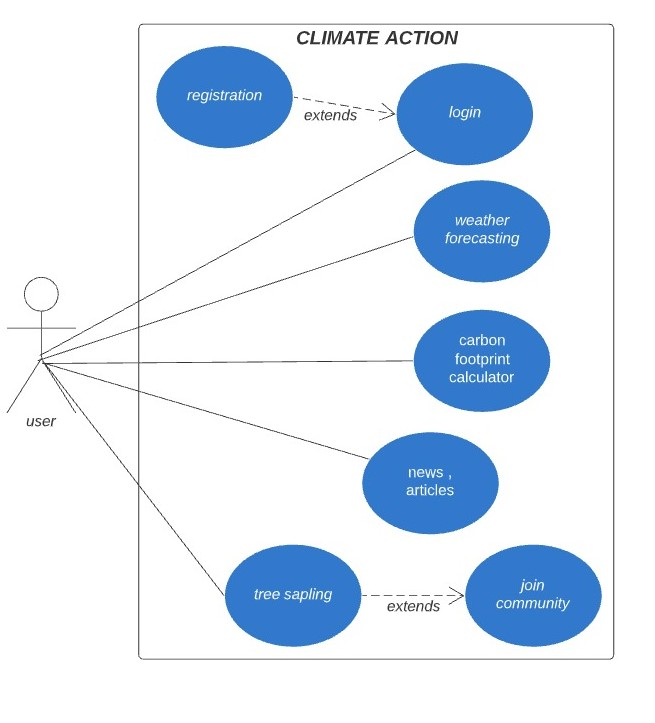 CLIMATE ACTION
registration
extends
login
weather
forecasting
carbon
footprint
calculator
user
news ,
articles
tree sapling
extends
join
community